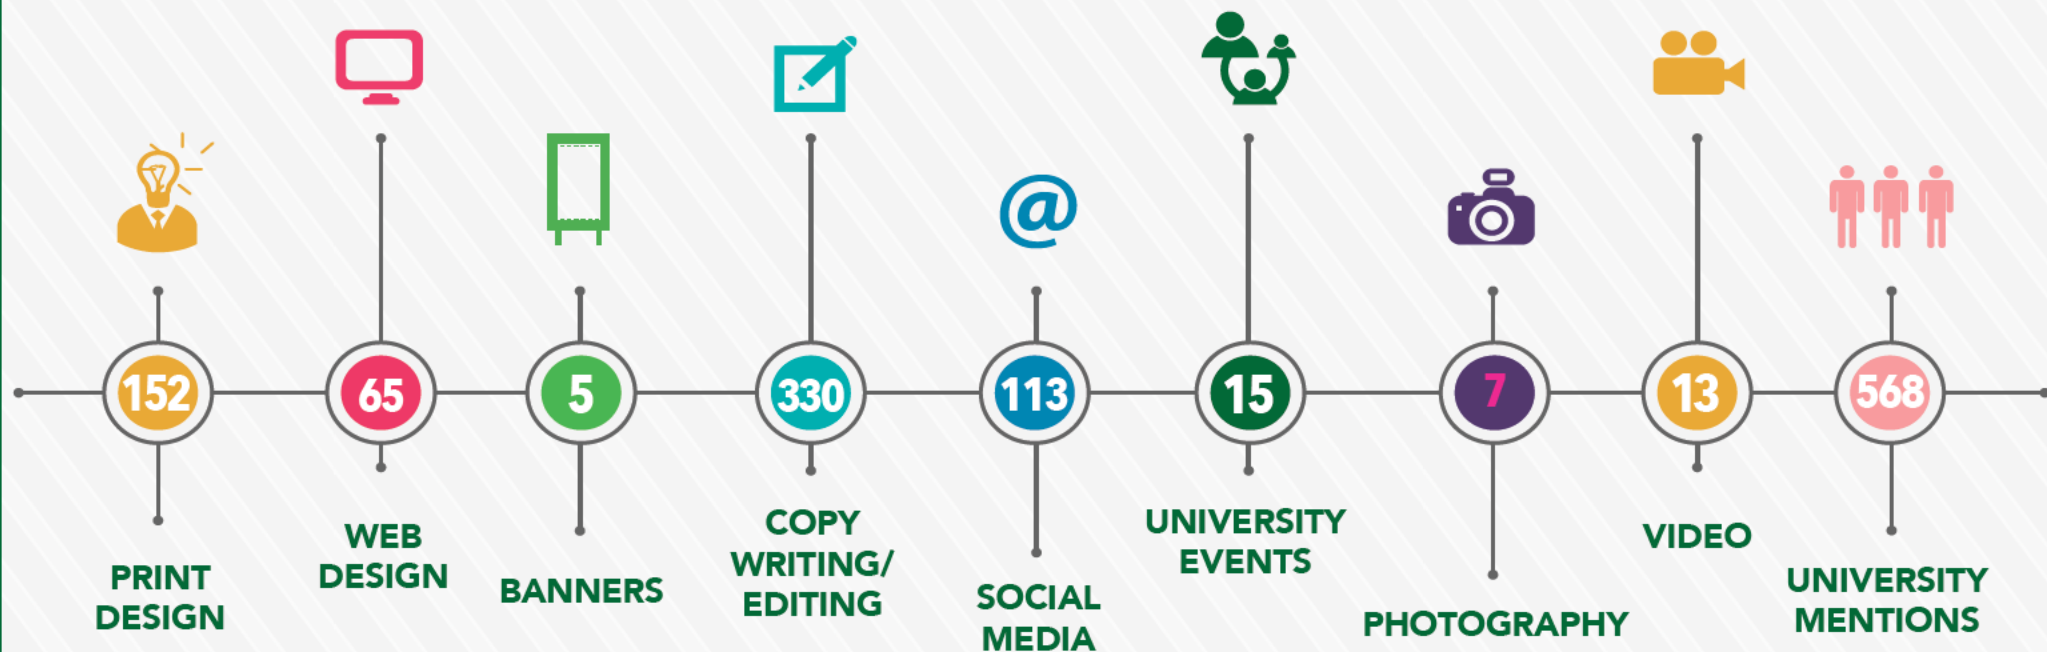 @
152
65
5
330
113
15
7
13
568
PRINT
DESIGN
WEB
DESIGN
BANNERS
COPY
WRITING/
EDITING
SOCIAL
MEDIA
UNIVERSITY
EVENTS
PHOTOGRAPHY
VIDEO
UNIVERSITY
MENTIONS